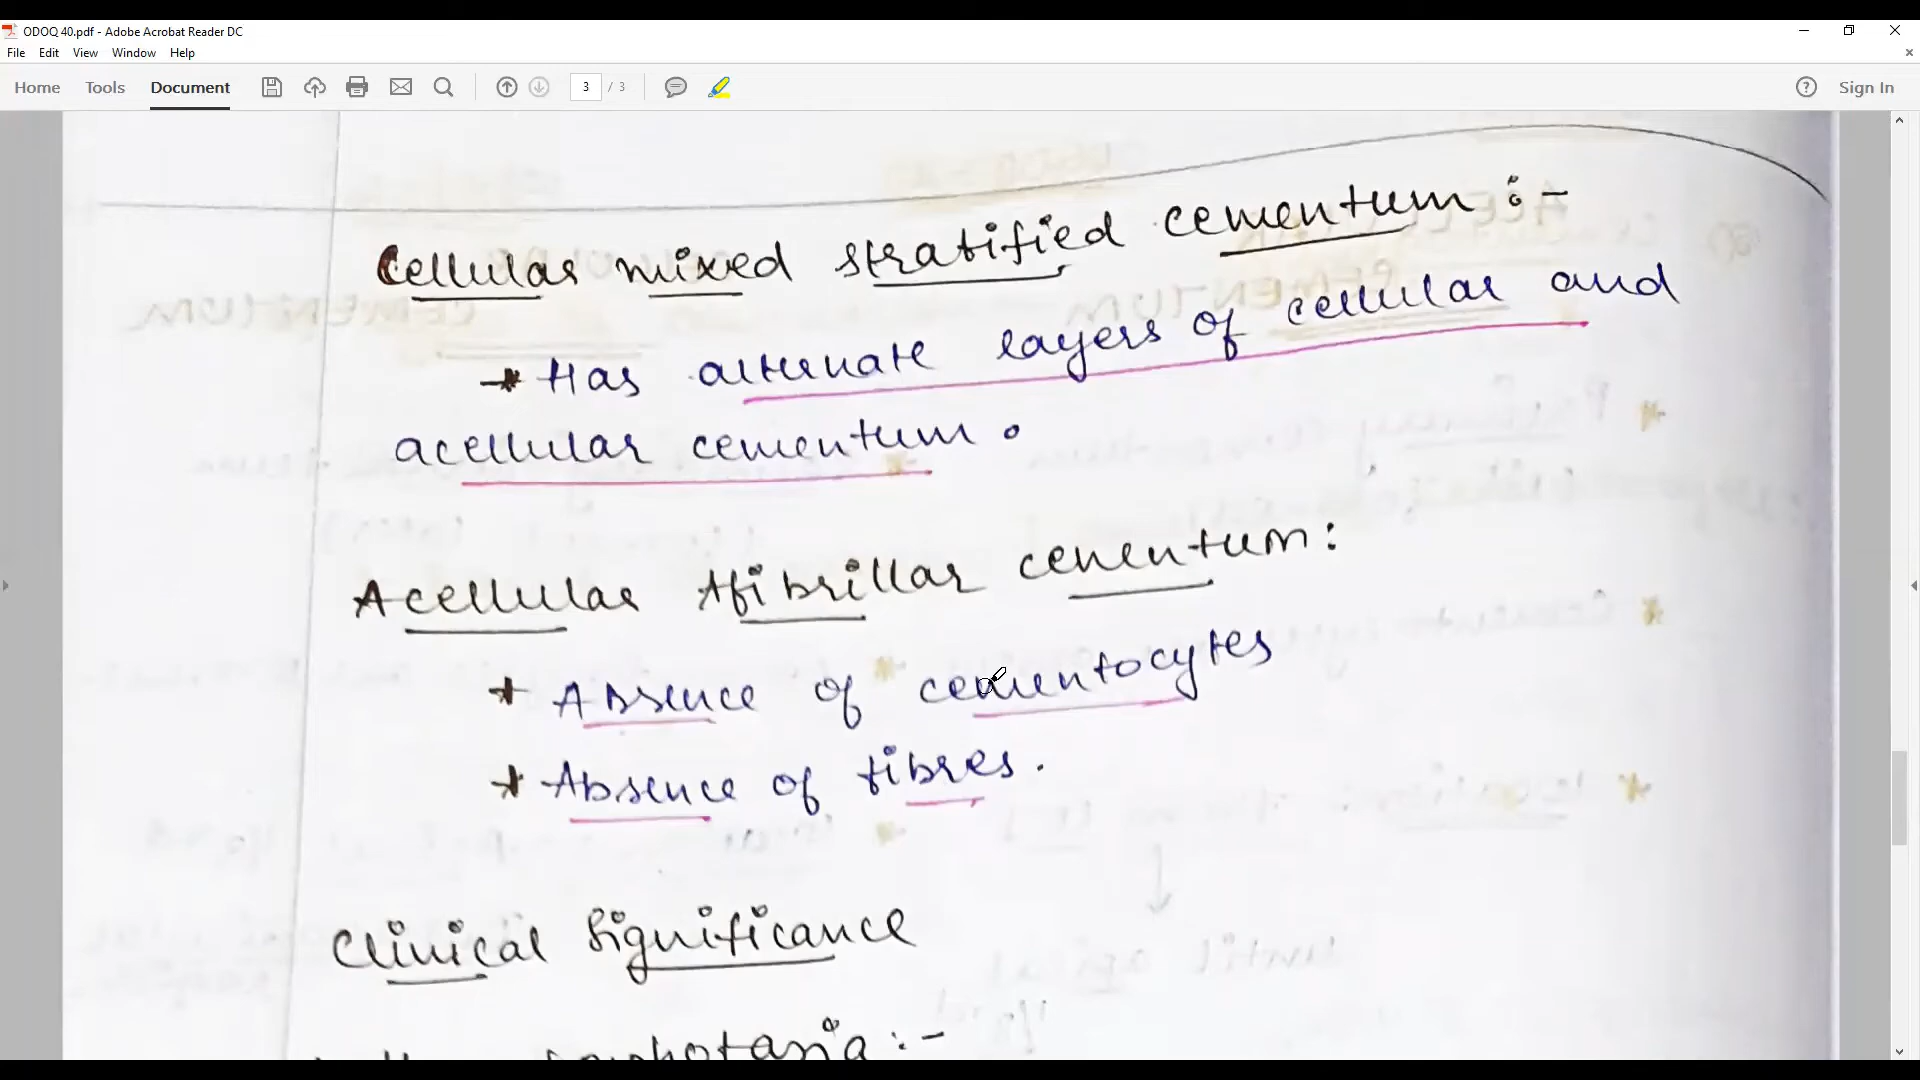 ODOQ 40.pdf - Adobe Acrobat Reader DC
File Edit View Window Help
Home Tools Document 3 / 3 Sign In
Cellular mixed stratified cementum :-
Has alternate layers of cellular and
acellular cementum.
Acellular Afibrillar cementum:
* Absence of cementocytes
* Absence of fibres.
Clinical Significance